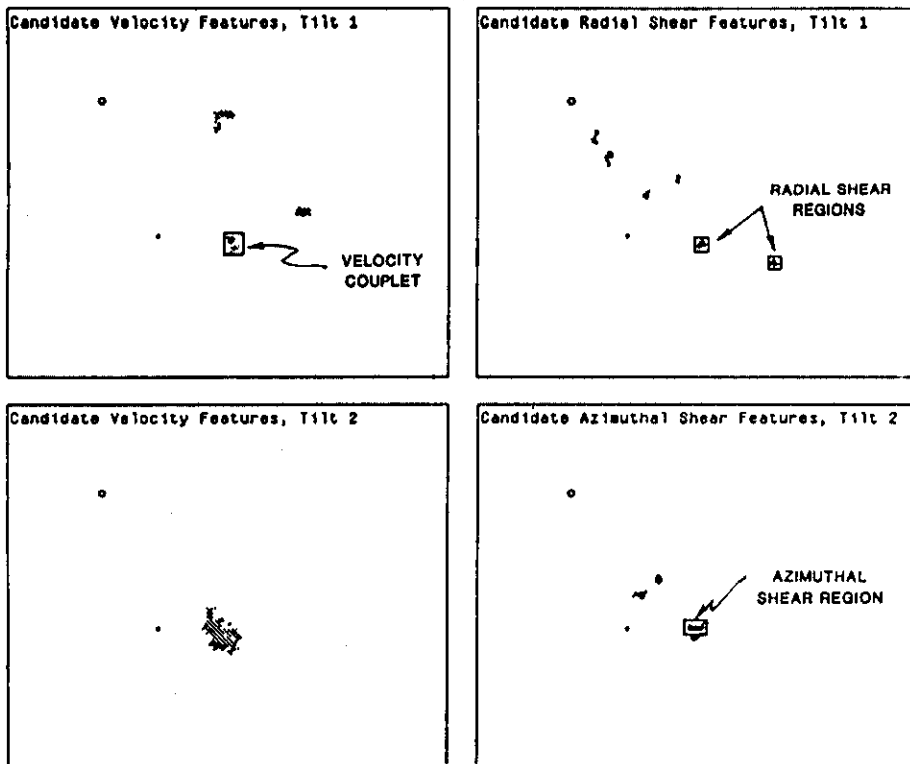 Candidate Velocity Features, Tilt 1
VELOCITY
COUPLET
Candidate Radial Shear Features, Tilt 1
RADIAL SHEAR
REGIONS
Candidate Velocity Features, Tilt 2
Candidate Azimuthal Shear Features, Tilt 2
AZIMUTHAL
SHEAR REGION